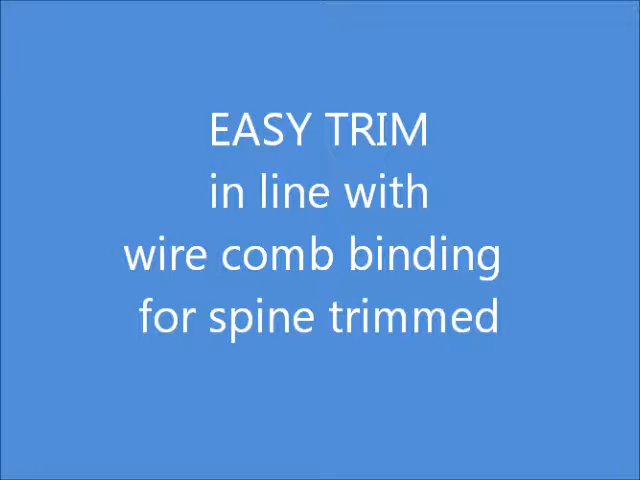 EASY TRIM
in line with
wire comb binding
for spine trimmed